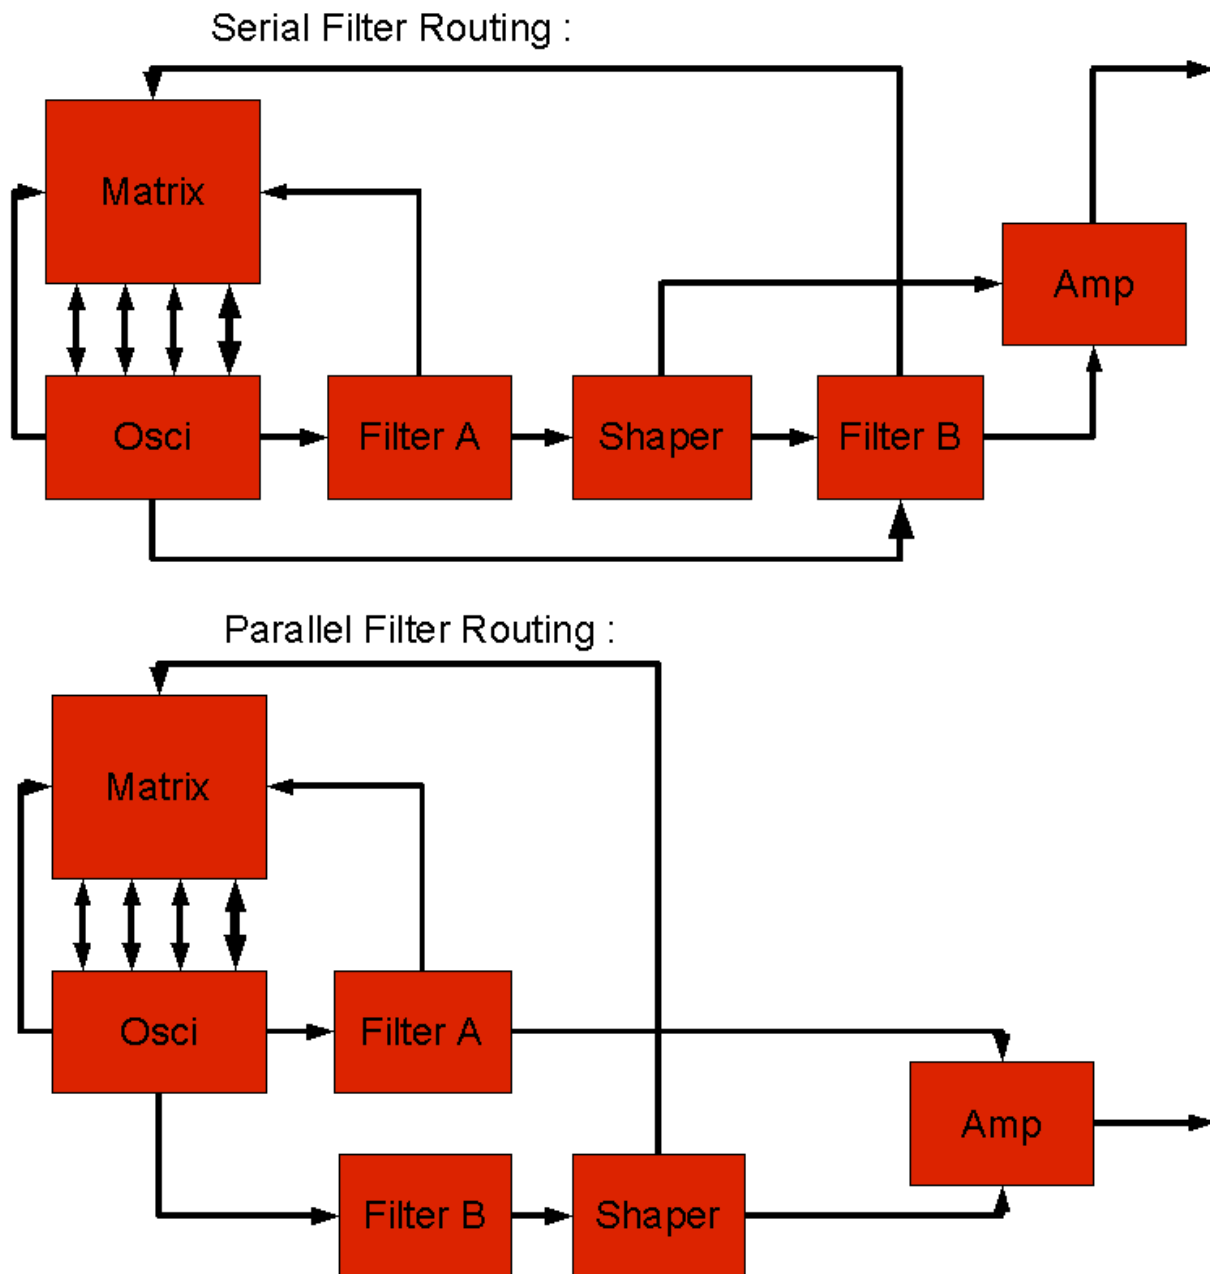 Serial Filter Routing :
Matrix
Amp
Osci
Filter A
Shaper
Filter B
Parallel Filter Routing :
Matrix
Osci
Filter A
Amp
Filter B
Shaper